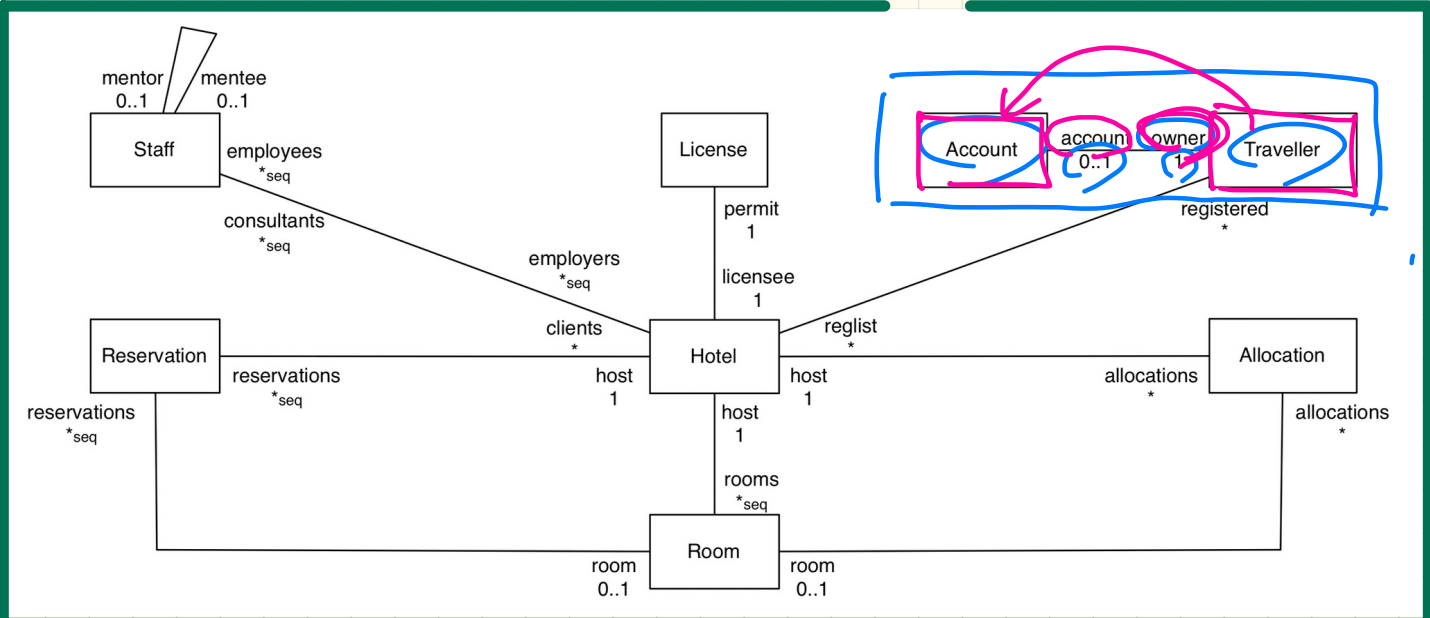 mentor
0..1
mentee
0..1
Staff
employees
*seq
consultants
*seq
License
permit
1
licensee
1
Account
account
0..1
owner
1
Traveller
registered
*
employers
*seq
clients
*
reglist
*
Reservation
reservations
*seq
reservations
*seq
host
1
Hotel
host
1
host
1
allocations
*
Allocation
allocations
*
rooms
*seq
Room
room
0..1
room
0..1